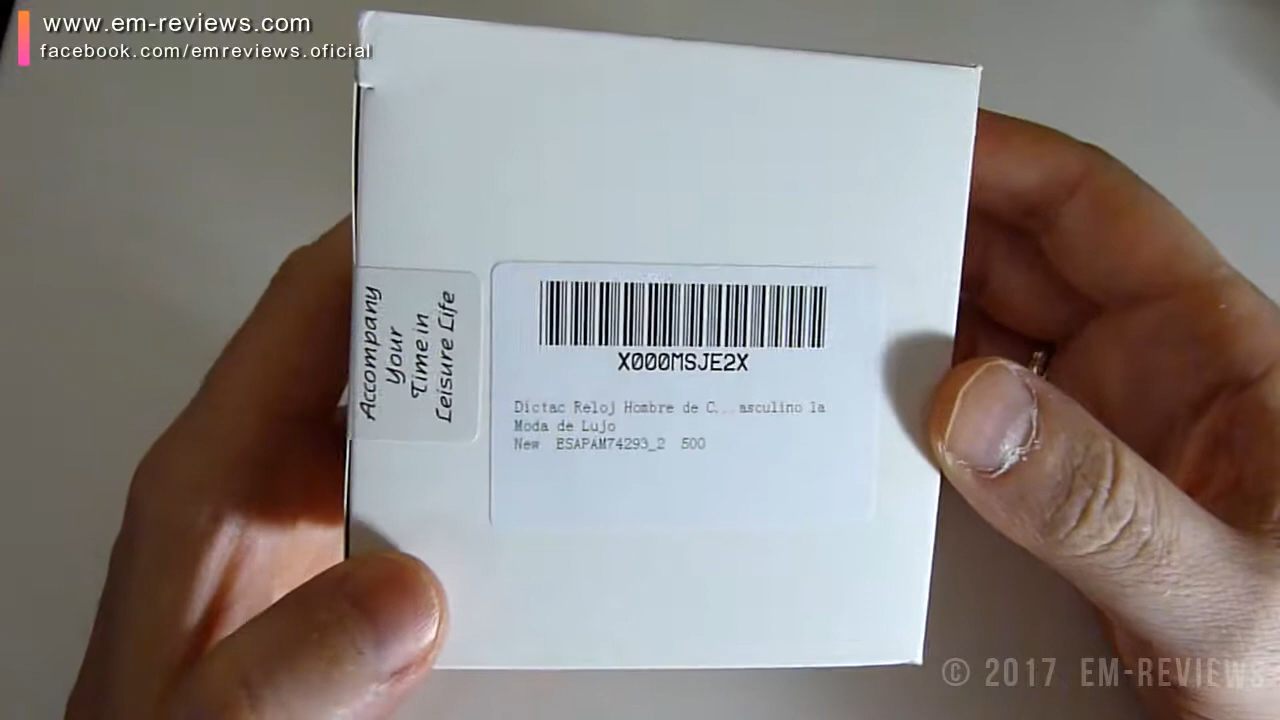 www.em-reviews.com
facebook.com/emreviews.oficial
Accompany
Your
Time in
Leisure Life
X000MSJE2X
Dictac Reloj Hombre de C...asculino la
Moda de Lujo
New ESAPAM74293_2 500
© 2017 EM-REVIEWS